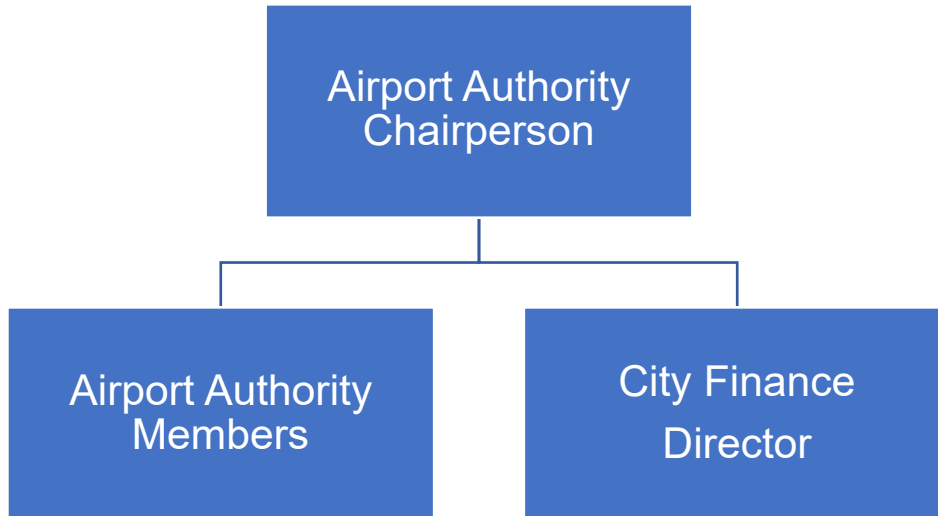 Airport Authority
Chairperson
Airport Authority
Members
City Finance
Director